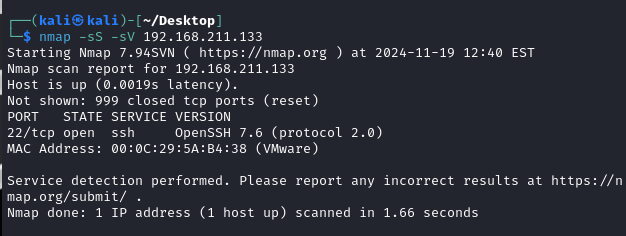 ┌──(kali㉿kali)-[~/Desktop]
└─$ nmap -sS -sV 192.168.211.133
Starting Nmap 7.94SVN ( https://nmap.org ) at 2024-11-19 12:40 EST
Nmap scan report for 192.168.211.133
Host is up (0.0019s latency).
Not shown: 999 closed tcp ports (reset)
PORT   STATE SERVICE VERSION
22/tcp open  ssh     OpenSSH 7.6 (protocol 2.0)
MAC Address: 00:0C:29:5A:B4:38 (VMware)

Service detection performed. Please report any incorrect results at https://n
map.org/submit/ .
Nmap done: 1 IP address (1 host up) scanned in 1.66 seconds